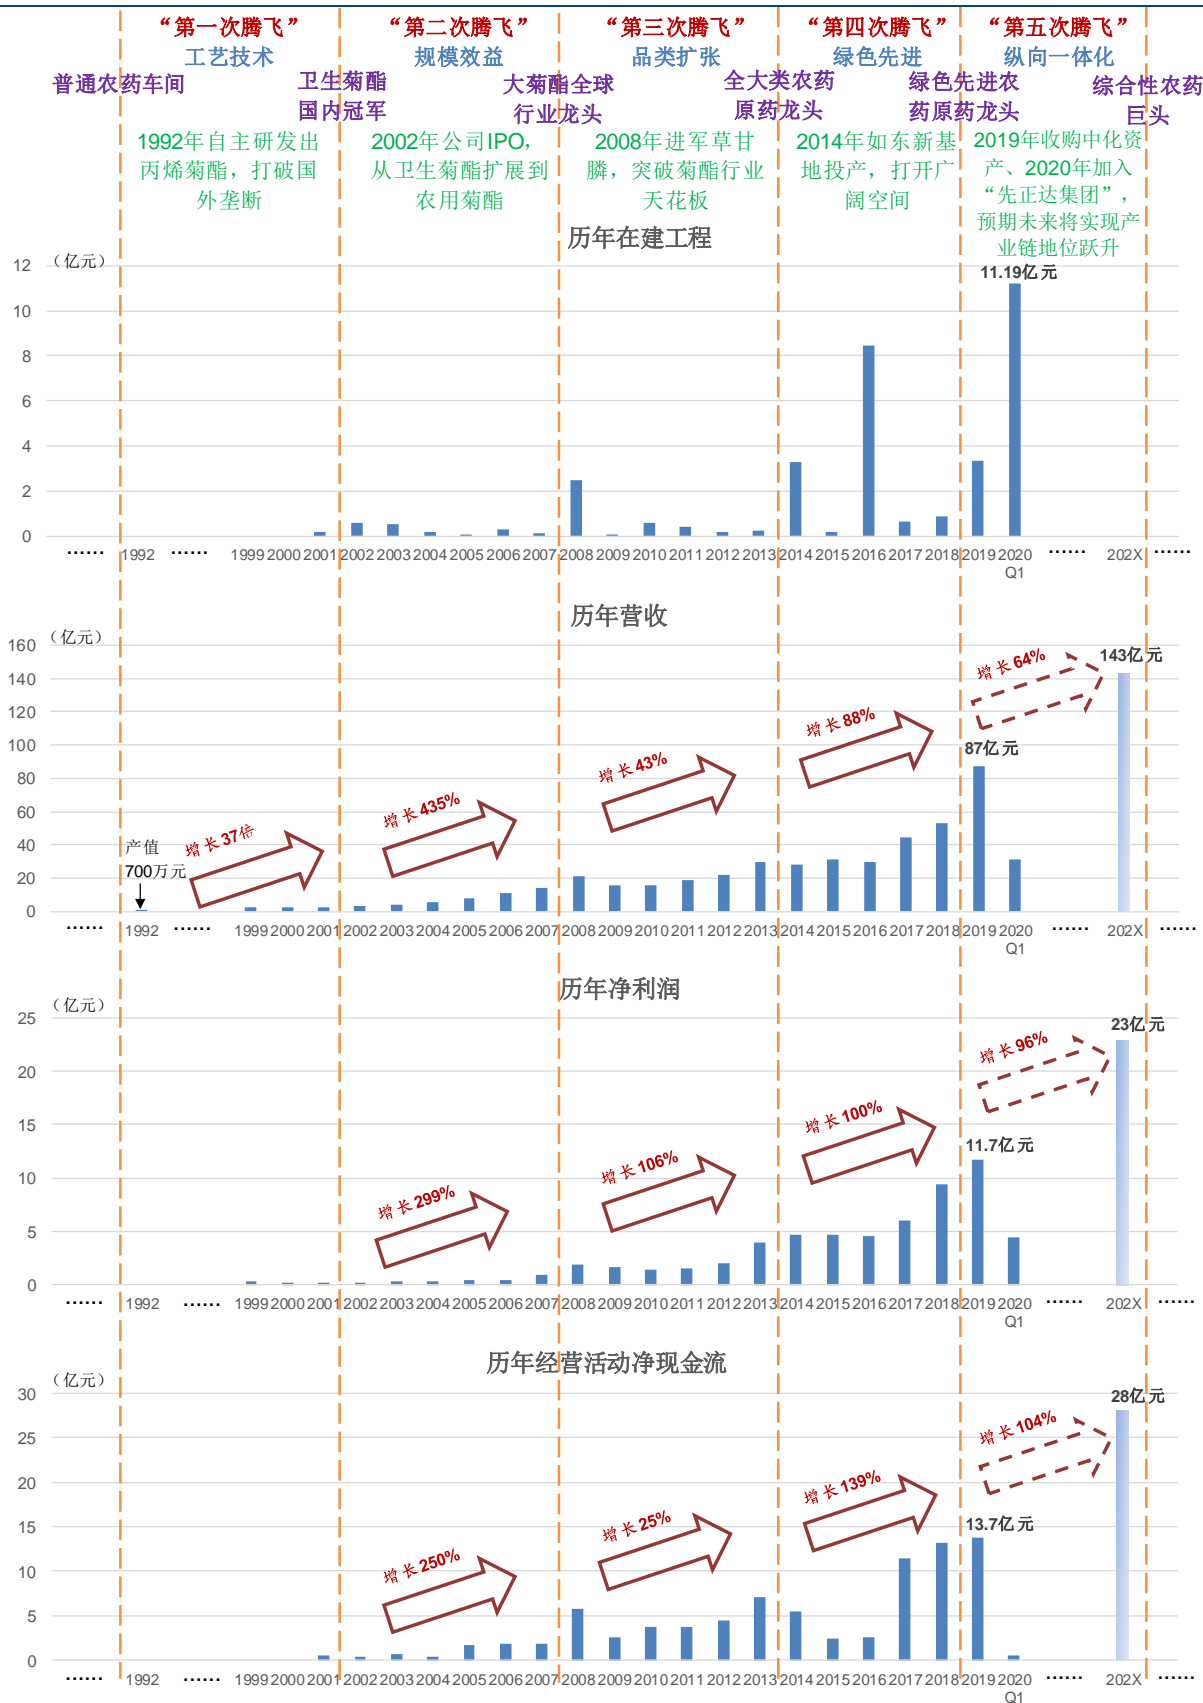 “第一次腾飞”
工艺技术
“第二次腾飞”
规模效益
“第三次腾飞”
品类扩张
“第四次腾飞”
绿色先进
“第五次腾飞”
纵向一体化
普通农药车间
卫生菊酯
国内冠军
大菊酯全球
行业龙头
全大类农药
原药龙头
绿色先进农
药原药龙头
综合性农药
巨头
1992年自主研发出
丙烯菊酯，打破国
外垄断
2002年公司IPO，
从卫生菊酯扩展到
农用菊酯
2008年进军草甘
膦，突破菊酯行业
天花板
2014年如东新基
地投产，打开广
阔空间
2019年收购中化资
产、2020年加入
“先正达集团”，
预期未来将实现产
业链地位跃升
历年在建工程
（亿元）
12
10
8
6
4
2
0
11.19亿元
…… 1992 …… 1999 2000 2001 2002 2003 2004 2005 2006 2007 2008 2009 2010 2011 2012 2013 2014 2015 2016 2017 2018 2019 2020 …… 202X ……
Q1
历年营收
（亿元）
160
140
120
100
80
60
40
20
0
产值
700万元
增长37倍
增长435%
增长43%
增长88%
增长64%
87亿元
143亿元
…… 1992 …… 1999 2000 2001 2002 2003 2004 2005 2006 2007 2008 2009 2010 2011 2012 2013 2014 2015 2016 2017 2018 2019 2020 …… 202X ……
Q1
历年净利润
（亿元）
25
20
15
10
5
0
增长299%
增长106%
增长100%
增长96%
11.7亿元
23亿元
…… 1992 …… 1999 2000 2001 2002 2003 2004 2005 2006 2007 2008 2009 2010 2011 2012 2013 2014 2015 2016 2017 2018 2019 2020 …… 202X ……
Q1
历年经营活动净现金流
（亿元）
30
25
20
15
10
5
0
增长250%
增长25%
增长139%
增长104%
13.7亿元
28亿元
…… 1992 …… 1999 2000 2001 2002 2003 2004 2005 2006 2007 2008 2009 2010 2011 2012 2013 2014 2015 2016 2017 2018 2019 2020 …… 202X ……
Q1